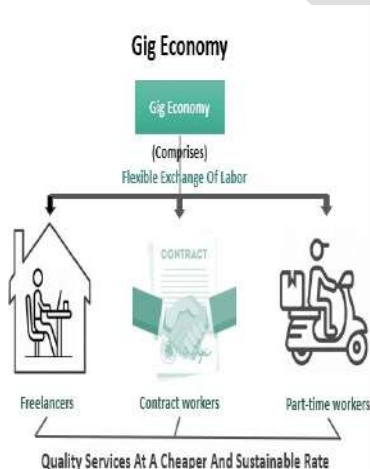 Gig Economy
Gig Economy
(Comprises)
Flexible Exchange Of Labor
CONTRACT
Freelancers
Contract workers
Part-time workers
Quality Services At A Cheaper And Sustainable Rate